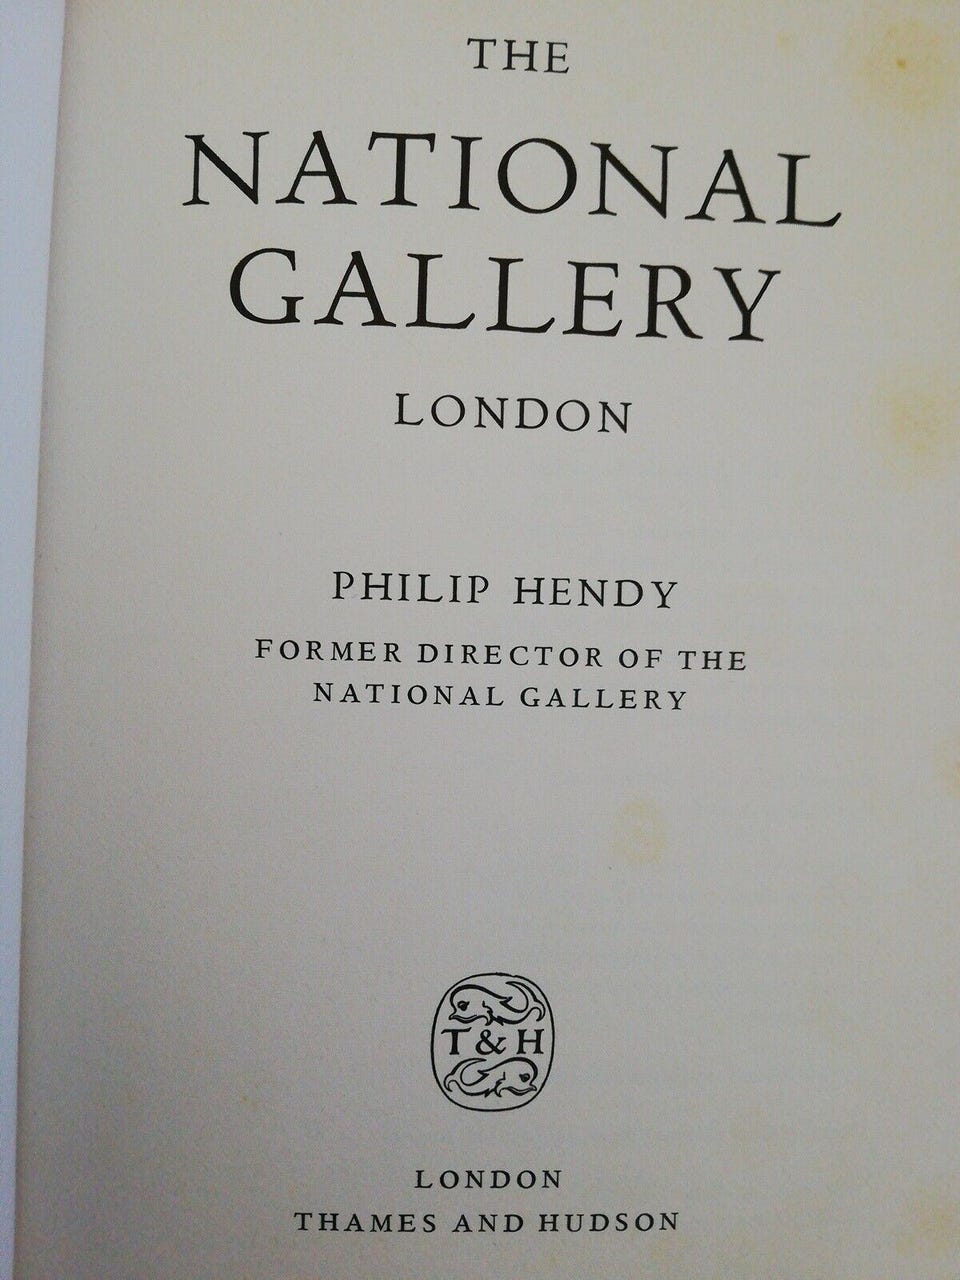 THE
NATIONAL
GALLERY
LONDON
PHILIP HENDY
FORMER DIRECTOR OF THE
NATIONAL GALLERY
T & H
LONDON
THAMES AND HUDSON